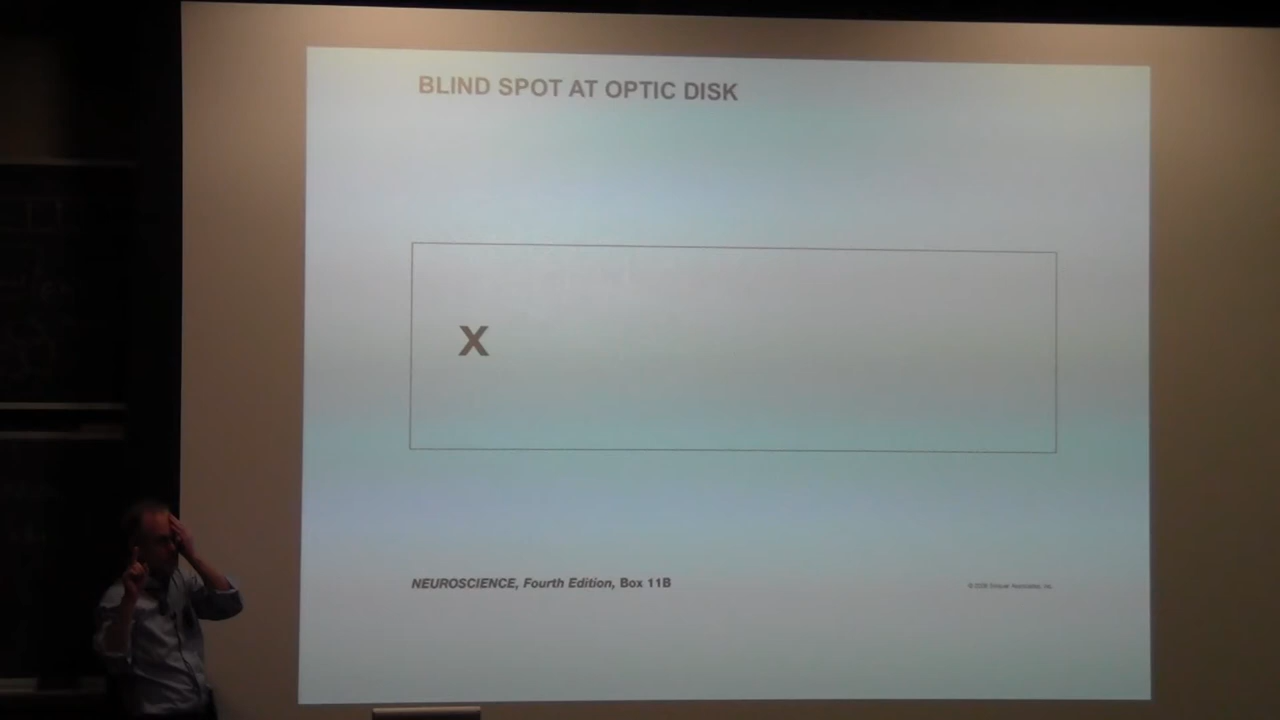 BLIND SPOT AT OPTIC DISK
X
NEUROSCIENCE, Fourth Edition, Box 11B